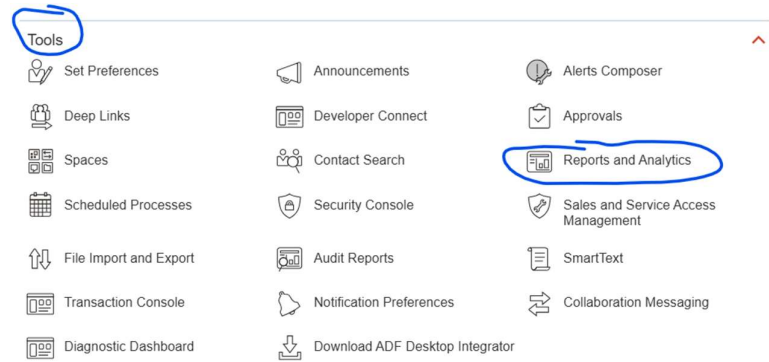 Tools
Set Preferences
Announcements
Alerts Composer
Deep Links
Developer Connect
Approvals
Spaces
Contact Search
Reports and Analytics
Scheduled Processes
Security Console
Sales and Service Access
Management
File Import and Export
Audit Reports
SmartText
Transaction Console
Notification Preferences
Collaboration Messaging
Diagnostic Dashboard
Download ADF Desktop Integrator